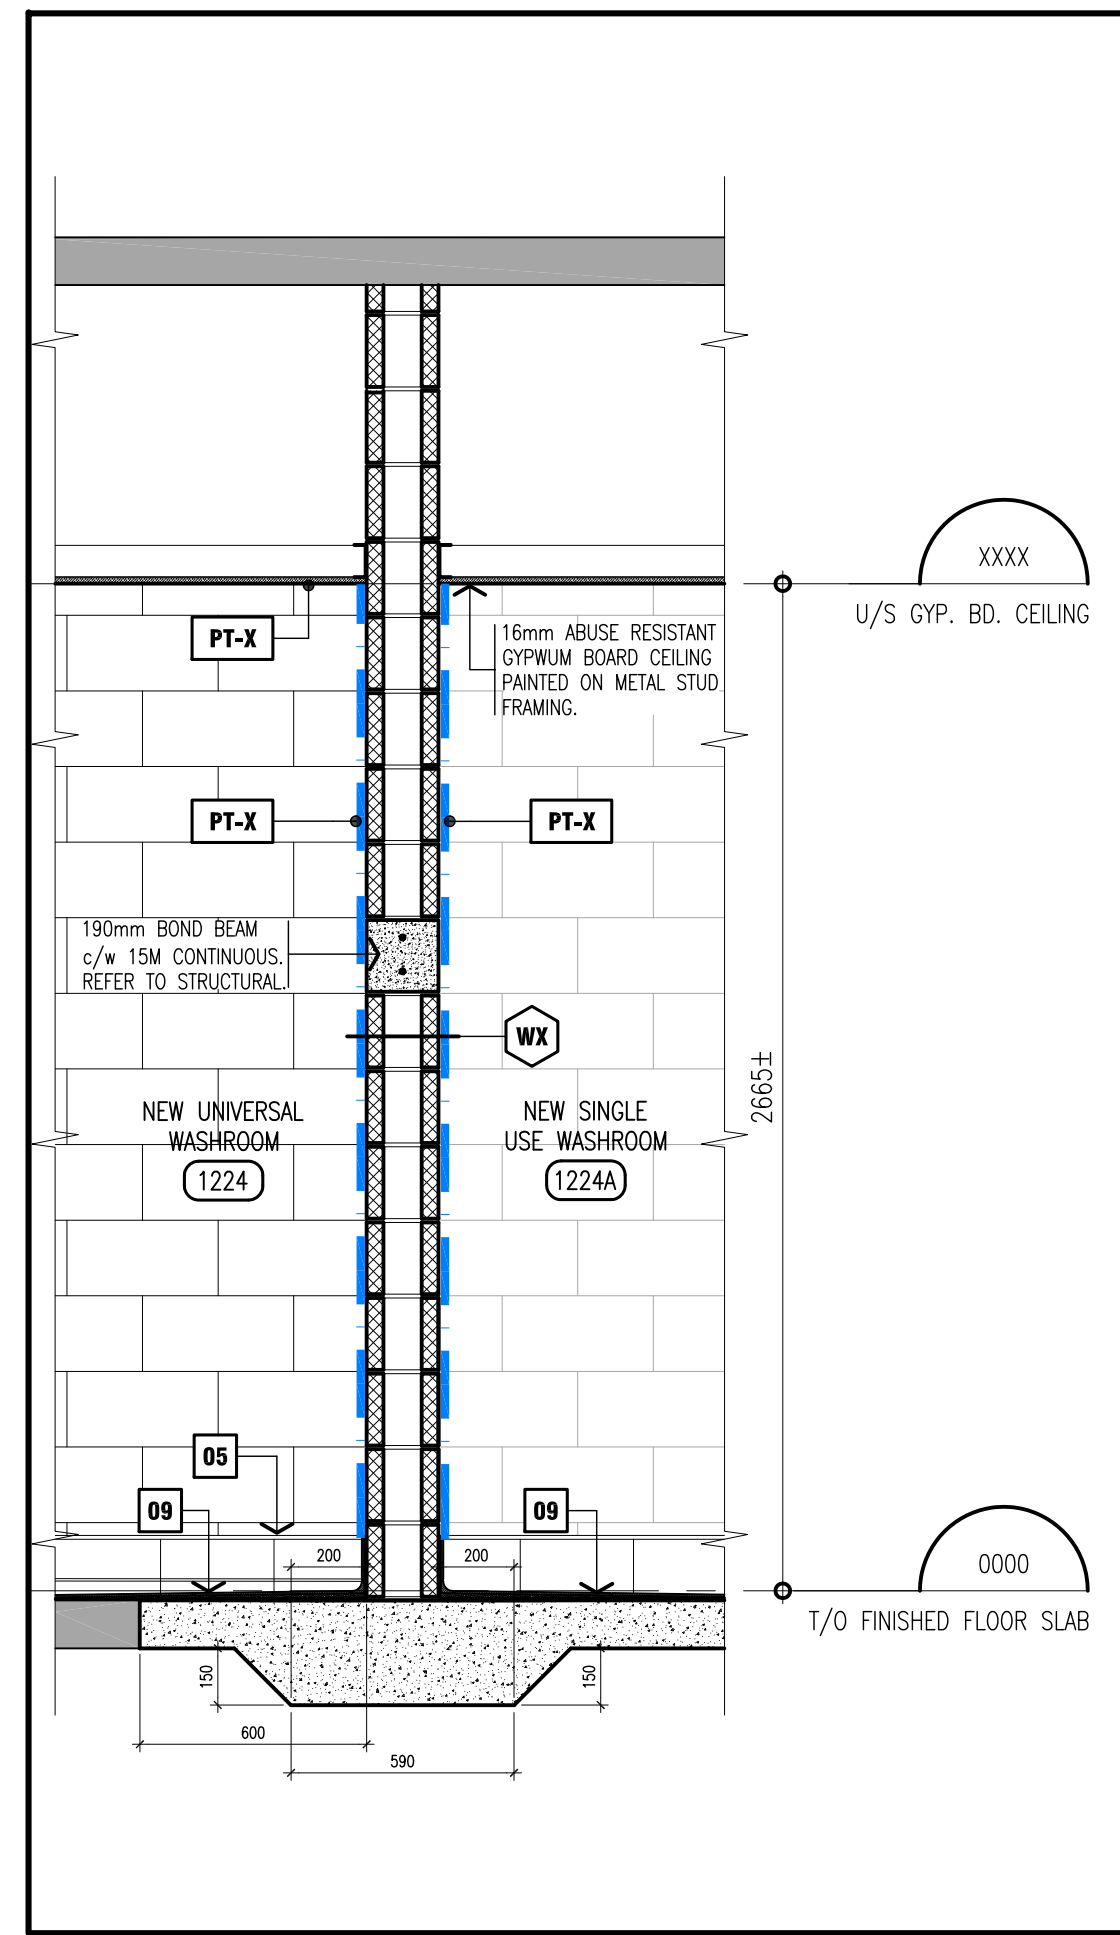 XXXX
U/S GYP. BD. CEILING
PT-X
16mm ABUSE RESISTANT
GYPWUM BOARD CEILING
PAINTED ON METAL STUD
FRAMING.
PT-X
PT-X
190mm BOND BEAM
c/w 15M CONTINUOUS.
REFER TO STRUCTURAL.
WX
2665±
NEW UNIVERSAL
WASHROOM
1224
NEW SINGLE
USE WASHROOM
1224A
05
09
09
200
200
0000
T/O FINISHED FLOOR SLAB
150
150
600
590